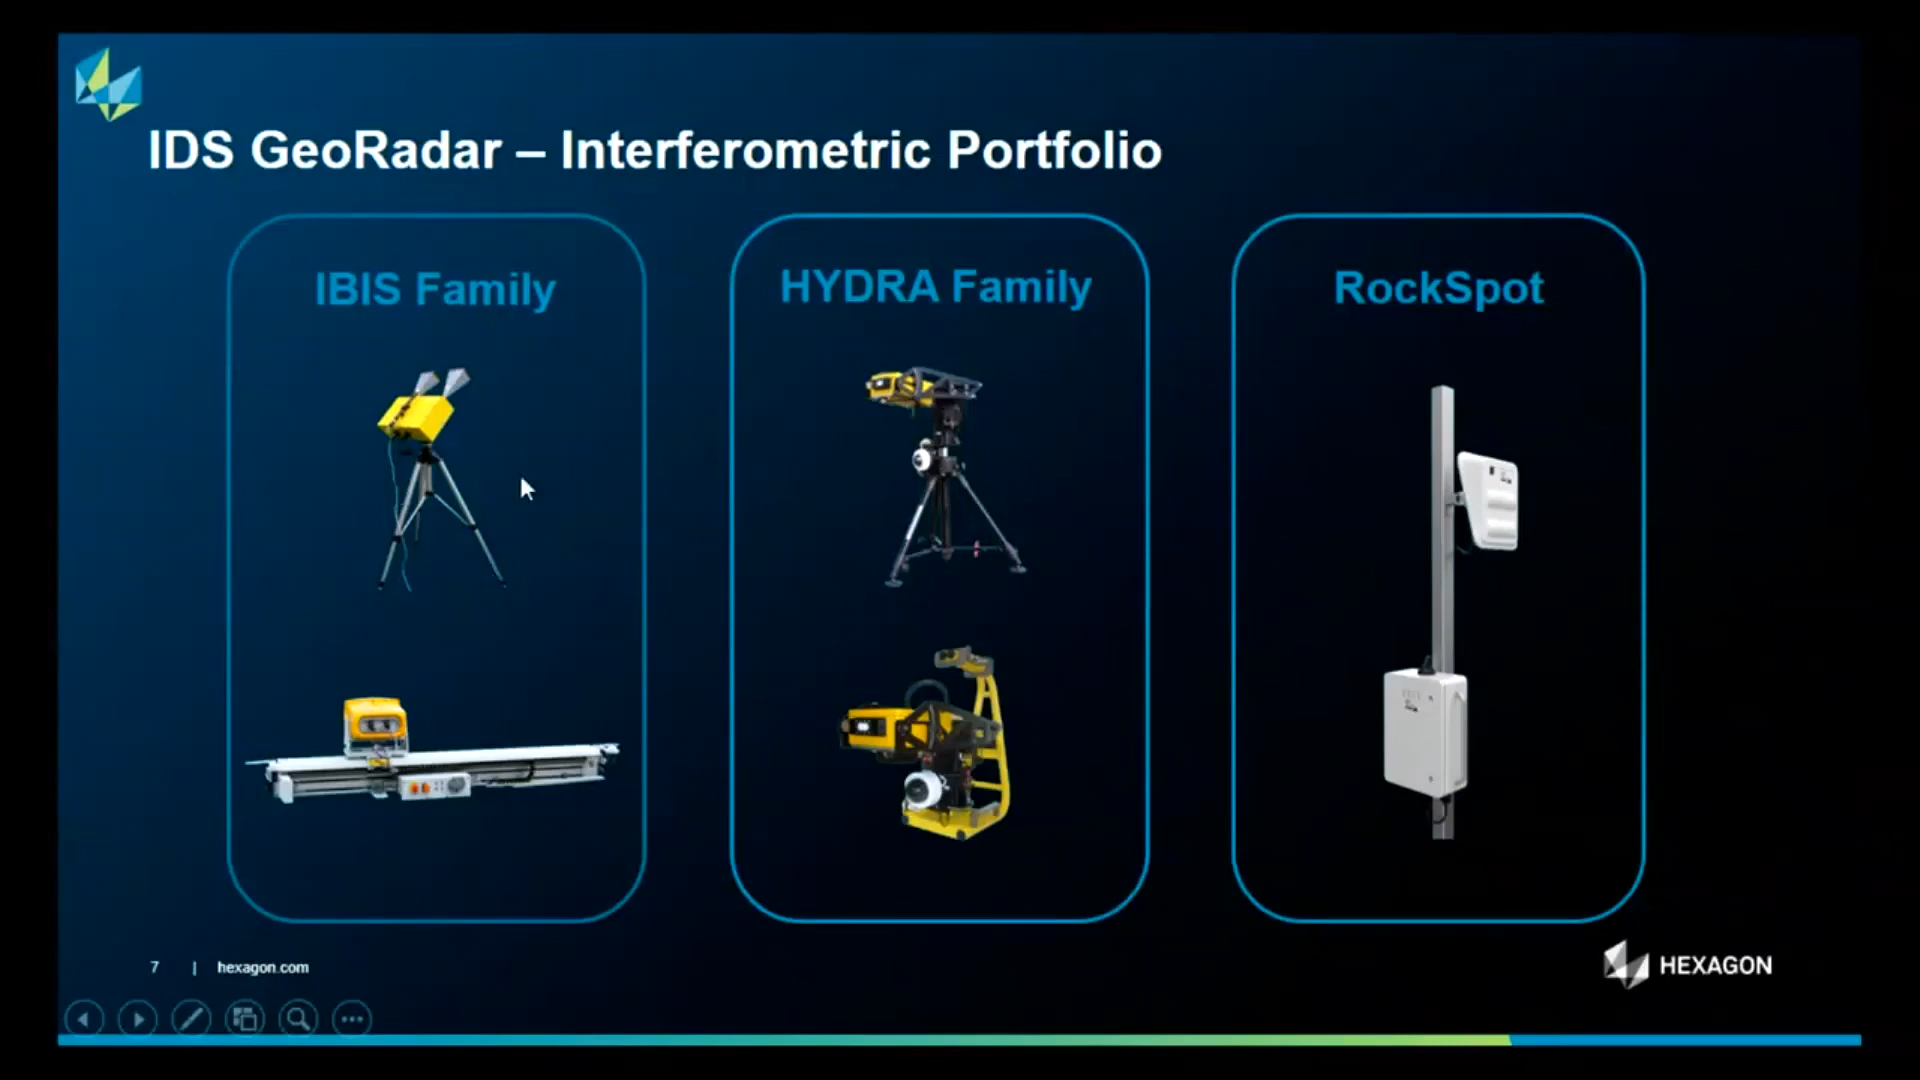 IDS GeoRadar – Interferometric Portfolio
IBIS Family
HYDRA Family
RockSpot
7 | hexagon.com
HEXAGON